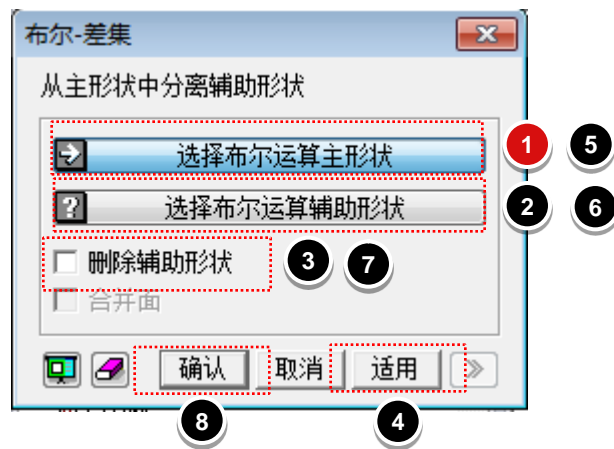 布尔-差集
从主形状中分离辅助形状
选择布尔运算主形状
1 5
选择布尔运算辅助形状
2 6
删除辅助形状
3 7
合并面
确认 取消 适用
8 4